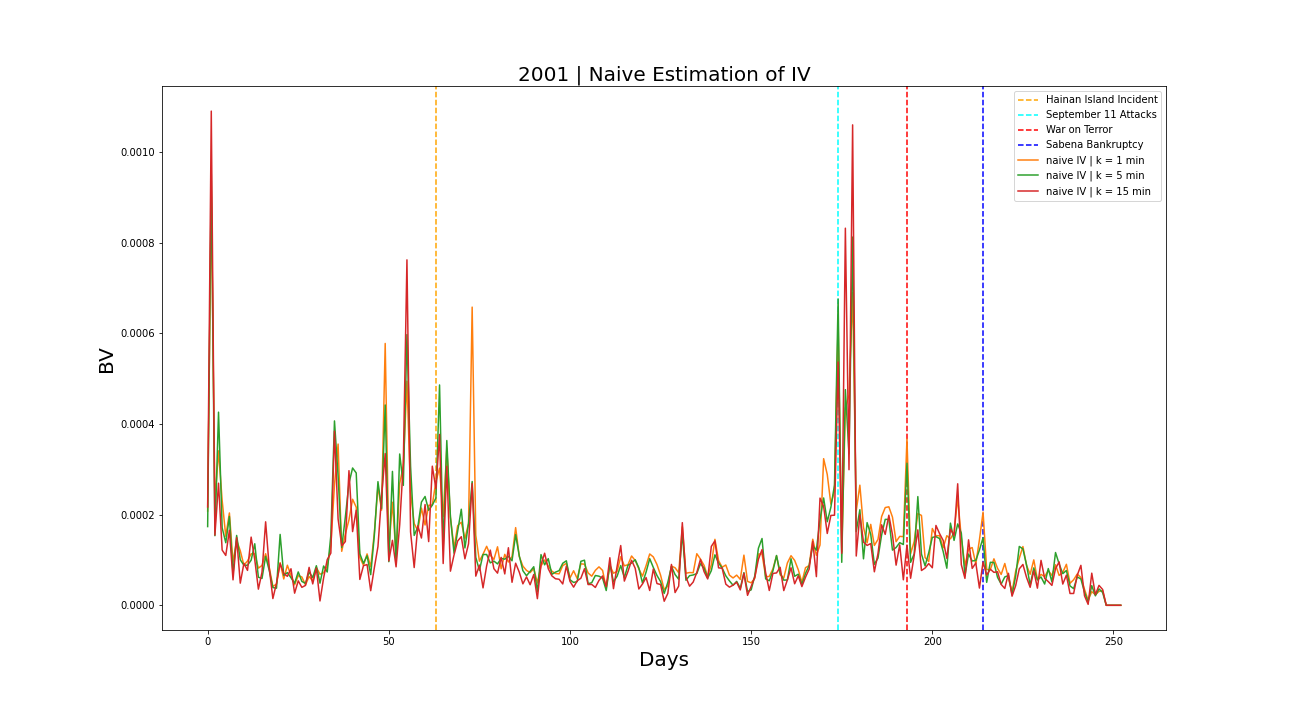 2001 | Naive Estimation of IV
Hainan Island Incident
September 11 Attacks
War on Terror
Sabena Bankruptcy
naive IV | k = 1 min
naive IV | k = 5 min
naive IV | k = 15 min
0.0010
0.0008
0.0006
0.0004
0.0002
0.0000
BV
0
50
100
150
200
250
Days